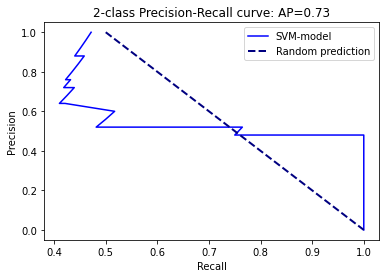 2-class Precision-Recall curve: AP=0.73
SVM-model
Random prediction
Precision
1.0
0.8
0.6
0.4
0.2
0.0
0.4 0.5 0.6 0.7 0.8 0.9 1.0
Recall